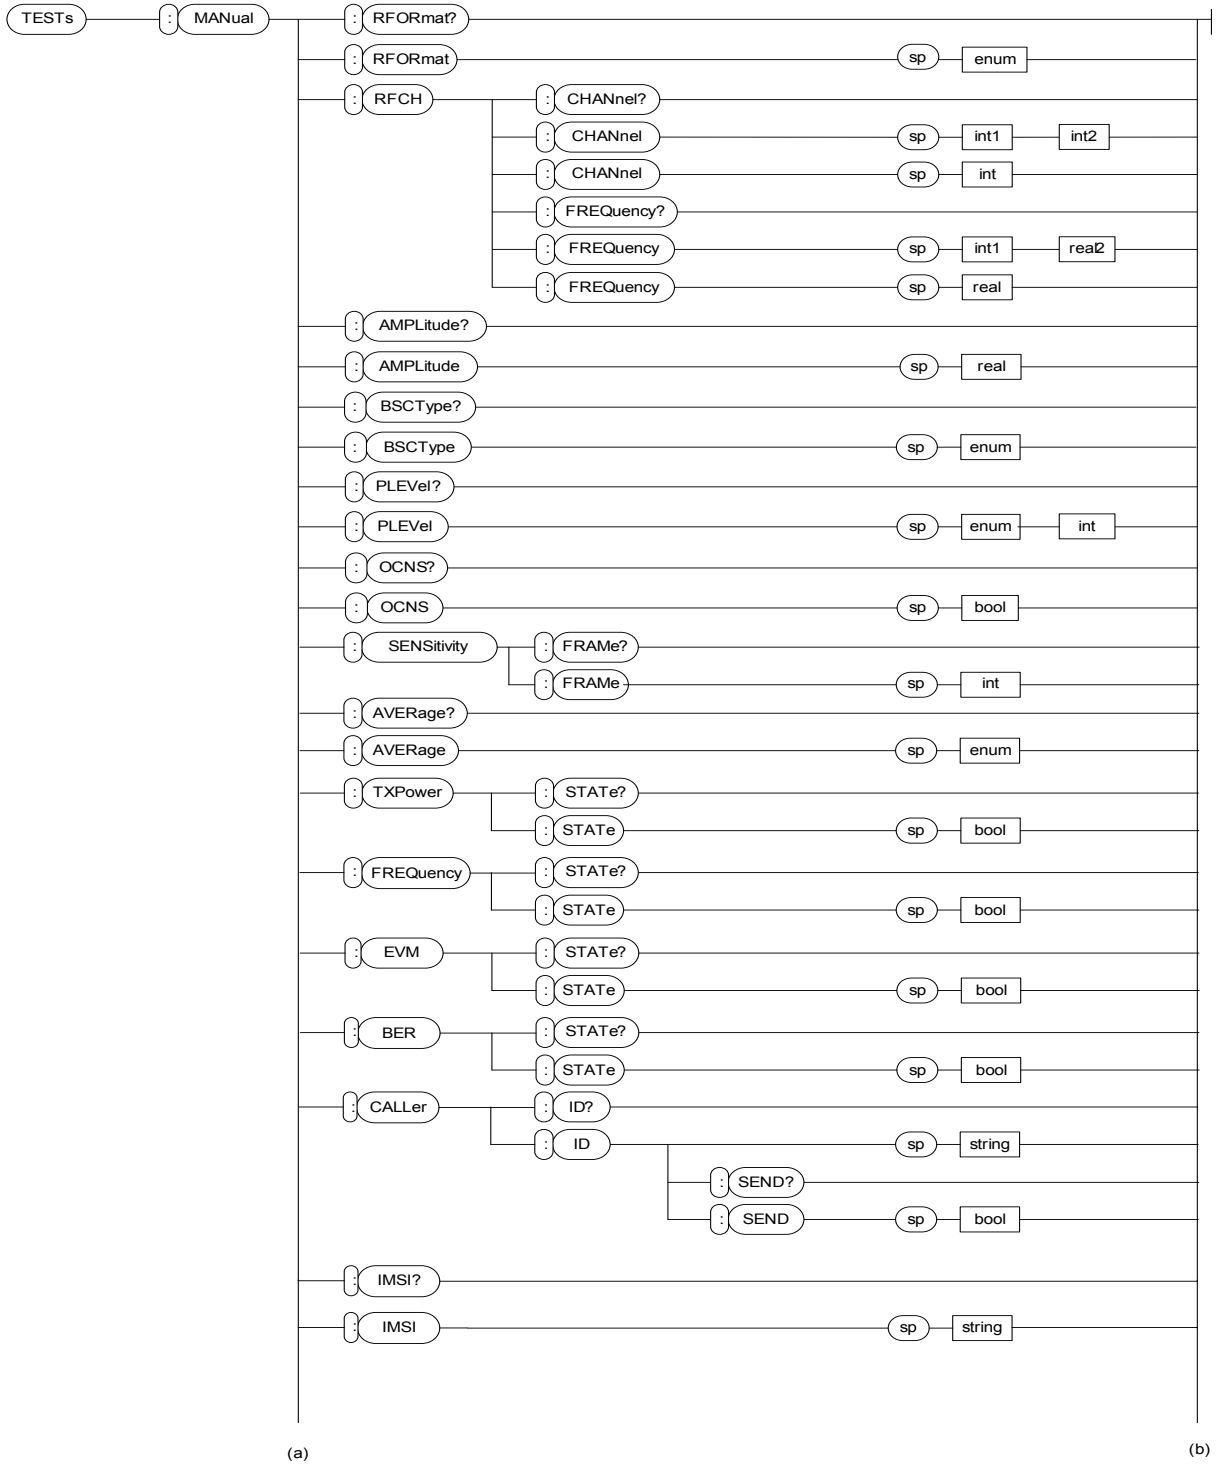 TESTs : MANual : RFORmat?
: RFORmat sp enum
: RFCH : CHANnel?
: CHANnel sp int1 int2
: CHANnel sp int
: FREQuency?
: FREQuency sp int1 real2
: FREQuency sp real
: AMPLitude?
: AMPLitude sp real
: BSCType?
: BSCType sp enum
: PLEVel?
: PLEVel sp enum int
: OCNS?
: OCNS sp bool
: SENSitivity : FRAMe?
: FRAMe sp int
: AVERage?
: AVERage sp enum
: TXPower : STATe?
: STATe sp bool
: FREQuency : STATe?
: STATe sp bool
: EVM : STATe?
: STATe sp bool
: BER : STATe?
: STATe sp bool
: CALLer : ID?
: ID sp string
: SEND?
: SEND sp bool
: IMSI?
: IMSI sp string
(a) (b)